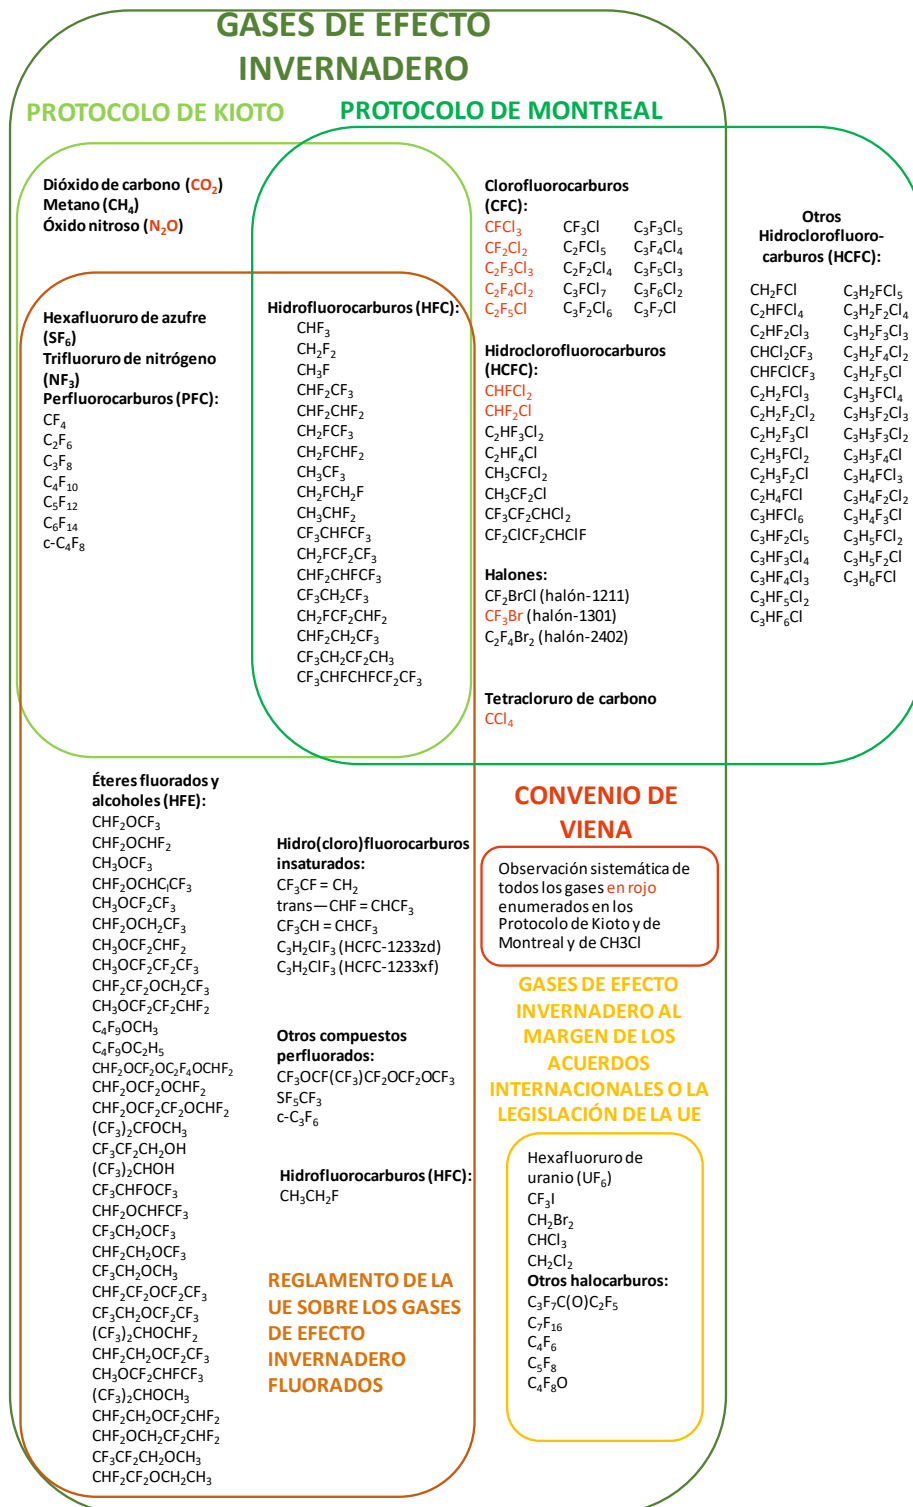 GASES DE EFECTO
INVERNADERO
PROTOCOLO DE KIOTO
PROTOCOLO DE MONTREAL
Dióxido de carbono (CO₂)
Metano (CH₄)
Óxido nitroso (N₂O)
Hexafluoruro de azufre
(SF₆)
Trifluoruro de nitrógeno
(NF₃)
Perfluorocarburos (PFC):
CF₄
C₂F₆
C₃F₈
C₄F₁₀
C₅F₁₂
C₆F₁₄
c-C₄F₈
Hidrofluorocarburos (HFC):
CHF₃
CH₂F₂
CH₃F
CHF₂CF₃
CHF₂CHF₂
CH₂FCF₃
CH₂FCHF₂
CH₃CF₃
CH₂FCH₂F
CH₃CHF₂
CF₃CHFCF₃
CH₂FCF₂CF₃
CHF₂CHFCF₃
CF₃CH₂CF₃
CH₂FCF₂CHF₂
CHF₂CH₂CF₃
CF₃CH₂CF₂CH₃
CF₃CHFCHFCF₂CF₃
Clorofluorocarburos
(CFC):
CFCl₃ CF₃Cl C₃F₃Cl₅
CF₂Cl₂ C₂FCl₅ C₃F₄Cl₄
C₂F₃Cl₃ C₂F₂Cl₄ C₃F₅Cl₃
C₂F₄Cl₂ C₃FCl₇ C₃F₆Cl₂
C₂F₅Cl C₃F₂Cl₆ C₃F₇Cl
Hidroclorofluorocarburos
(HCFC):
CHFCl₂
CHF₂Cl
C₂HF₃Cl₂
C₂HF₄Cl
CH₃CFCl₂
CH₃CF₂Cl
CF₃CF₂CHCl₂
CF₂ClCF₂CHClF
Halones:
CF₂BrCl (halón-1211)
CF₃Br (halón-1301)
C₂F₄Br₂ (halón-2402)
Tetracloruro de carbono
CCl₄
Otros
Hidroclorofluoro-
carburos (HCFC):
CH₂FCl C₃H₂FCl₅
C₂HFCl₄ C₃H₂F₂Cl₄
C₂HF₂Cl₃ C₃H₂F₃Cl₃
CHCl₂CF₃ C₃H₂F₄Cl₂
CHFClCF₃ C₃H₂F₅Cl
C₂H₂FCl₃ C₃H₃FCl₄
C₂H₂F₂Cl₂ C₃H₃F₂Cl₃
C₂H₂F₃Cl C₃H₃F₃Cl₂
C₂H₃FCl₂ C₃H₃F₄Cl
C₂H₃F₂Cl C₃H₄FCl₃
C₂H₄FCl C₃H₄F₂Cl₂
C₃HFCl₆ C₃H₄F₃Cl
C₃HF₂Cl₅ C₃H₅FCl₂
C₃HF₃Cl₄ C₃H₅F₂Cl
C₃HF₄Cl₃ C₃H₆FCl
C₃HF₅Cl₂
C₃HF₆Cl
Éteres fluorados y
alcoholes (HFE):
CHF₂OCF₃
CHF₂OCHF₂
CH₃OCF₃
CHF₂OCHClCF₃
CH₃OCF₂CF₃
CHF₂OCH₂CF₃
CH₃OCF₂CHF₂
CH₃OCF₂CF₂CF₃
CHF₂CF₂OCH₂CF₃
CH₃OCF₂CF₂CHF₂
C₄F₉OCH₃
C₄F₉OC₂H₅
CHF₂OCF₂OC₂F₄OCHF₂
CHF₂OCF₂OCHF₂
CHF₂OCF₂CF₂OCHF₂
(CF₃)₂CFOCH₃
CF₃CF₂CH₂OH
(CF₃)₂CHOH
CF₃CHFOCF₃
CHF₂OCHFCF₃
CF₃CH₂OCF₃
CHF₂CH₂OCF₃
CF₃CH₂OCH₃
CHF₂CF₂OCF₂CF₃
CF₃CH₂OCF₂CF₃
(CF₃)₂CHOCHF₂
CHF₂CH₂OCF₂CF₃
CH₃OCF₂CHFCF₃
(CF₃)₂CHOCH₃
CHF₂CH₂OCF₂CHF₂
CHF₂OCH₂CF₂CHF₂
CF₃CF₂CH₂OCH₃
CHF₂CF₂OCH₂CH₃
Hidro(cloro)fluorocarburos
insaturados:
CF₃CF = CH₂
trans—CHF = CHCF₃
CF₃CH = CHCF₃
C₃H₂ClF₃ (HCFC-1233zd)
C₃H₂ClF₃ (HCFC-1233xf)
Otros compuestos
perfluorados:
CF₃OCF(CF₃)CF₂OCF₂OCF₃
SF₅CF₃
c-C₃F₆
Hidrofluorocarburos (HFC):
CH₃CH₂F
REGLAMENTO DE LA
UE SOBRE LOS GASES
DE EFECTO
INVERNADERO
FLUORADOS
CONVENIO DE
VIENA
Observación sistemática de
todos los gases en rojo
enumerados en los
Protocolo de Kioto y de
Montreal y de CH3Cl
GASES DE EFECTO
INVERNADERO AL
MARGEN DE LOS
ACUERDOS
INTERNACIONALES O LA
LEGISLACIÓN DE LA UE
Hexafluoruro de
uranio (UF₆)
CF₃I
CH₂Br₂
CHCl₃
CH₂Cl₂
Otros halocarburos:
C₃F₇C(O)C₂F₅
C₇F₁₆
C₄F₆
C₅F₈
C₄F₈O